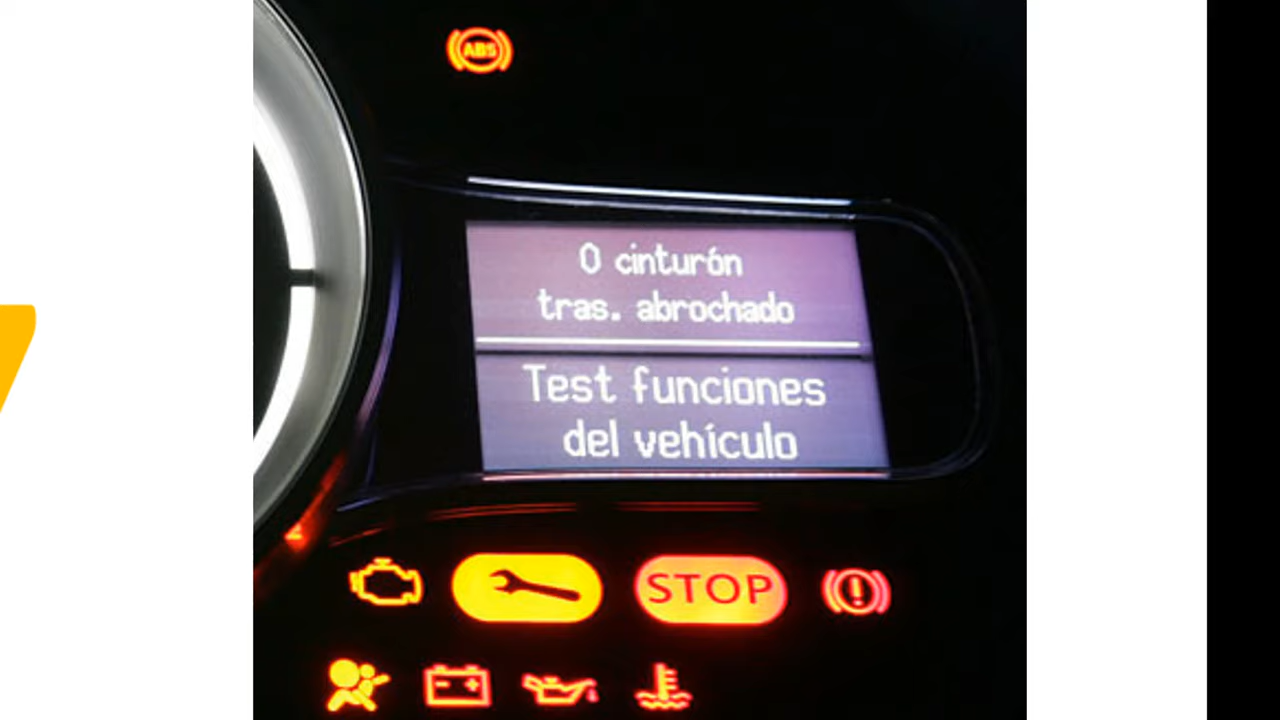 ABS
0 cinturón
tras. abrochado
Test funciones
del vehículo
STOP